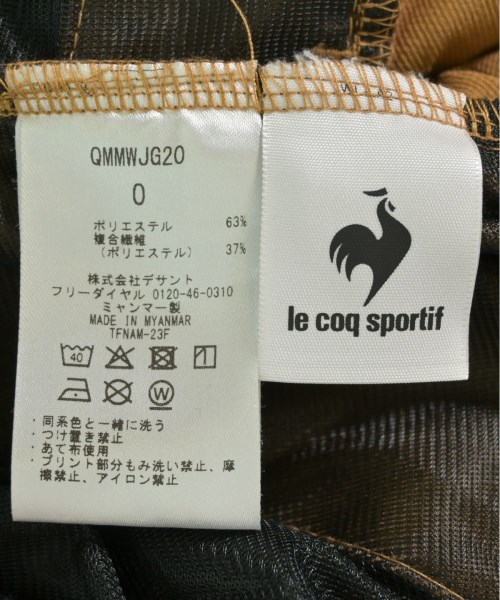 QMMWJG20
0
ポリエステル 63%
複合繊維
(ポリエステル) 37%
株式会社デサント
フリーダイヤル 0120-46-0310
ミャンマー製
MADE IN MYANMAR
TFNAM-23F
40
W
・同系色と一緒に洗う
・つけ置き禁止
・あて布使用
・プリント部分もみ洗い禁止、摩
擦禁止、アイロン禁止
le coq sportif